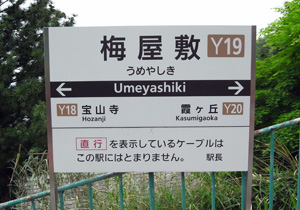 梅屋敷 Y19
うめやしき
Umeyashiki
Y18 宝山寺 霞ヶ丘 Y20
Hozanji Kasumigaoka
直行 を表示しているケーブルは
この駅にはとまりません。 駅長